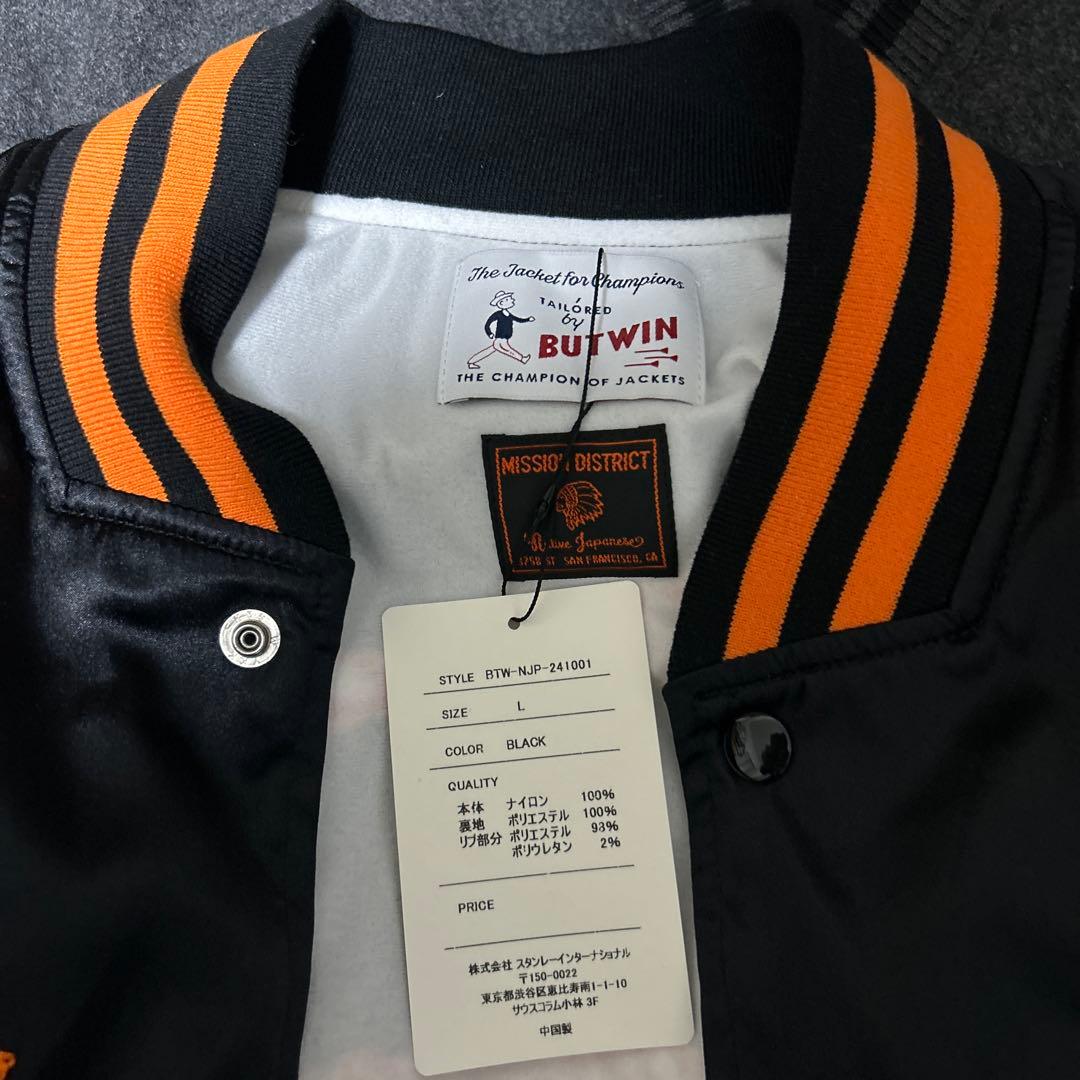 The Jacket for Champions
TAILORED
by
BUTWIN
THE CHAMPION OF JACKETS
MISSION DISTRICT
Native Japanese
SAN FRANCISCO, CA
STYLE BTW-NJP-241001
SIZE L
COLOR BLACK
QUALITY
本体 ナイロン 100%
裏地 ポリエステル 100%
リブ部分 ポリエステル 98%
ポリウレタン 2%
PRICE
株式会社 スタンレーインターナショナル
〒150-0022
東京都渋谷区恵比寿南1-1-10
サウスコラム小林 3F
中国製